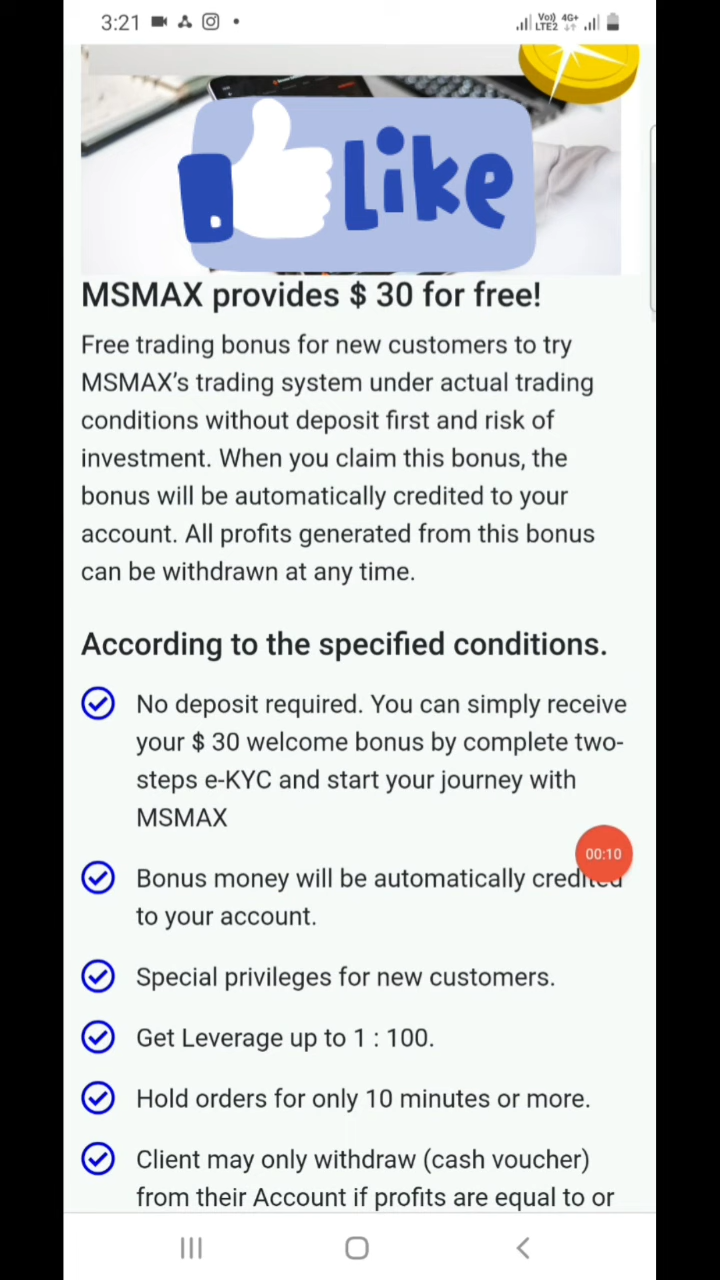 3:21
Vo)) 4G+
LTE2
Like
MSMAX provides $ 30 for free!
Free trading bonus for new customers to try
MSMAX’s trading system under actual trading
conditions without deposit first and risk of
investment. When you claim this bonus, the
bonus will be automatically credited to your
account. All profits generated from this bonus
can be withdrawn at any time.
According to the specified conditions.
No deposit required. You can simply receive
your $ 30 welcome bonus by complete two-
steps e-KYC and start your journey with
MSMAX
00:10
Bonus money will be automatically credited
to your account.
Special privileges for new customers.
Get Leverage up to 1 : 100.
Hold orders for only 10 minutes or more.
Client may only withdraw (cash voucher)
from their Account if profits are equal to or